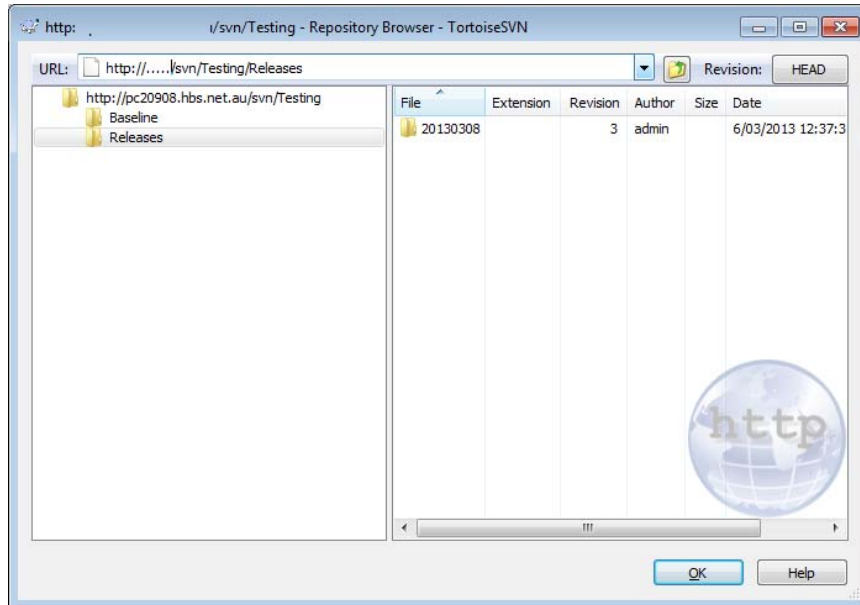 http: . ı/svn/Testing - Repository Browser - TortoiseSVN
URL: http://...../svn/Testing/Releases Revision: HEAD
http://pc20908.hbs.net.au/svn/Testing
Baseline
Releases
File Extension Revision Author Size Date
20130308 3 admin 6/03/2013 12:37:3
http
OK Help